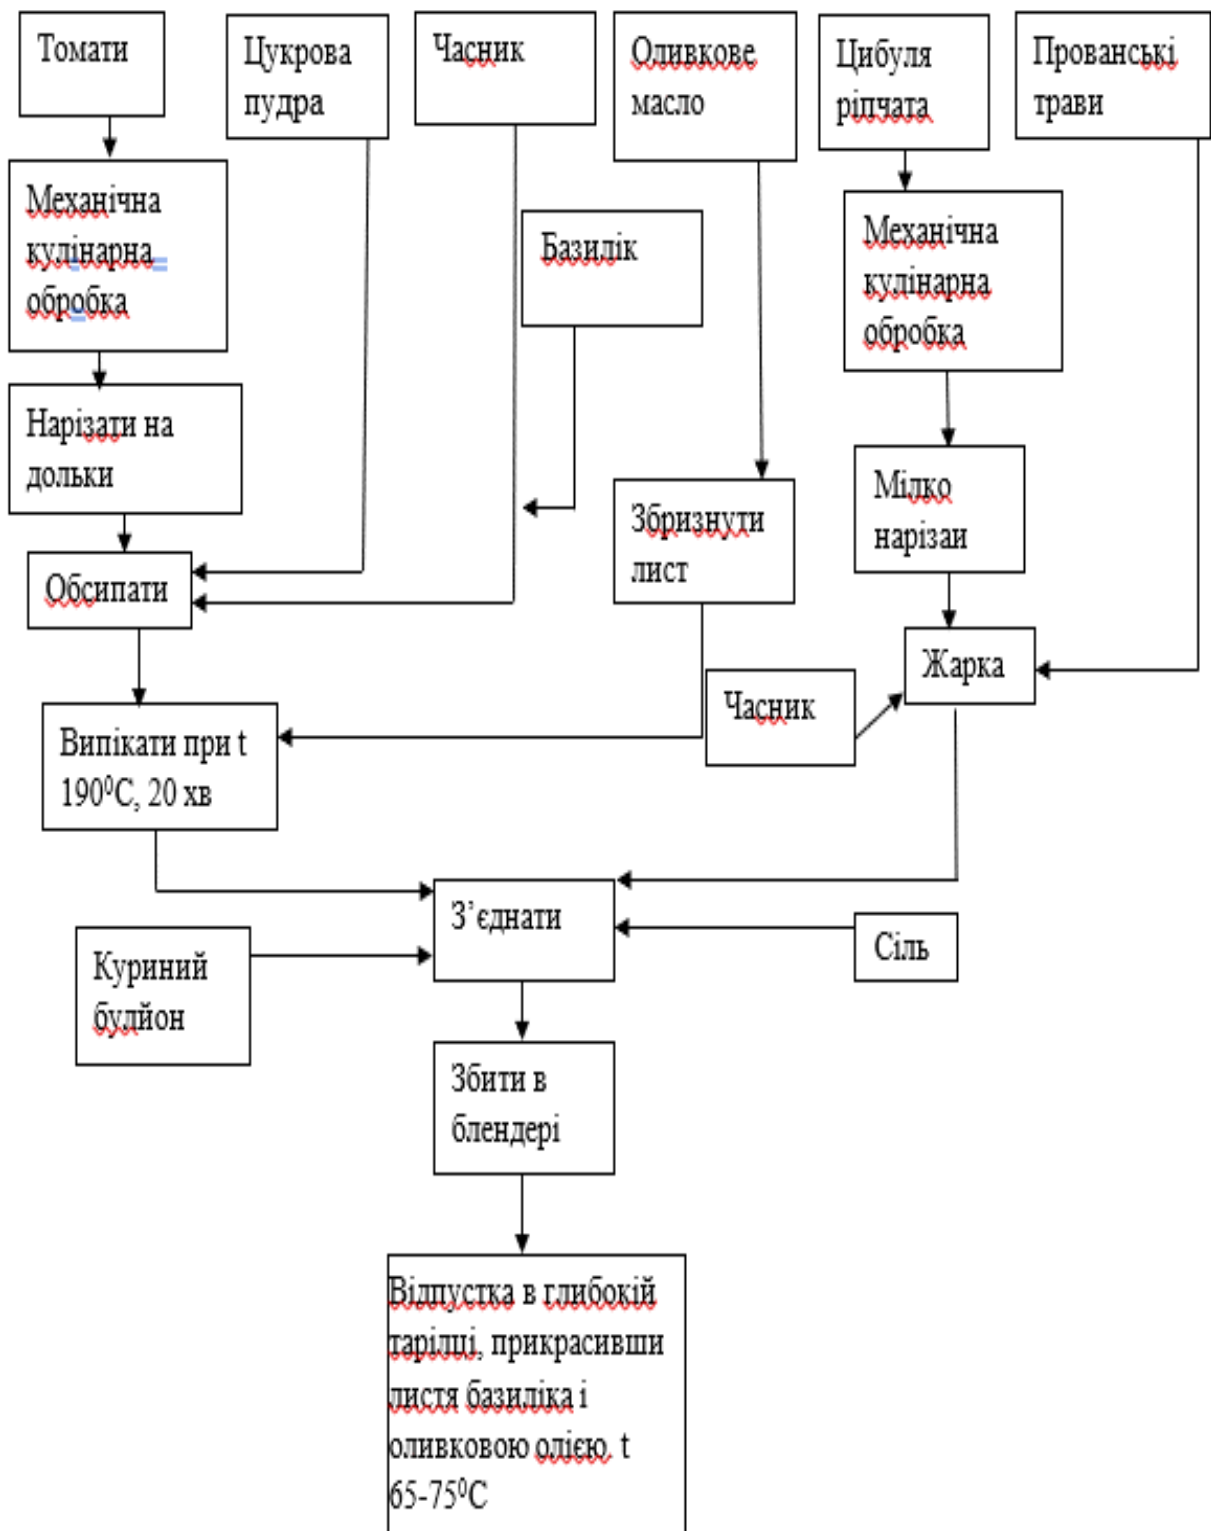 Томати
Цукрова
пудра
Часник
Оливкове
масло
Цибуля
ріпчата
Прованські
трави
Механічна
кулінарна
обробка
Базилік
Механічна
кулінарна
обробка
Нарізати на
дольки
Збризнути
лист
Мілко
нарізаи
Обсипати
Жарка
Часник
Випікати при t
190⁰С, 20 хв
З’єднати
Сіль
Куриний
булйон
Збити в
блендері
Відпустка в глибокій
тарілці, прикрасивши
листя базиліка і
оливковою олією. t
65-75⁰С